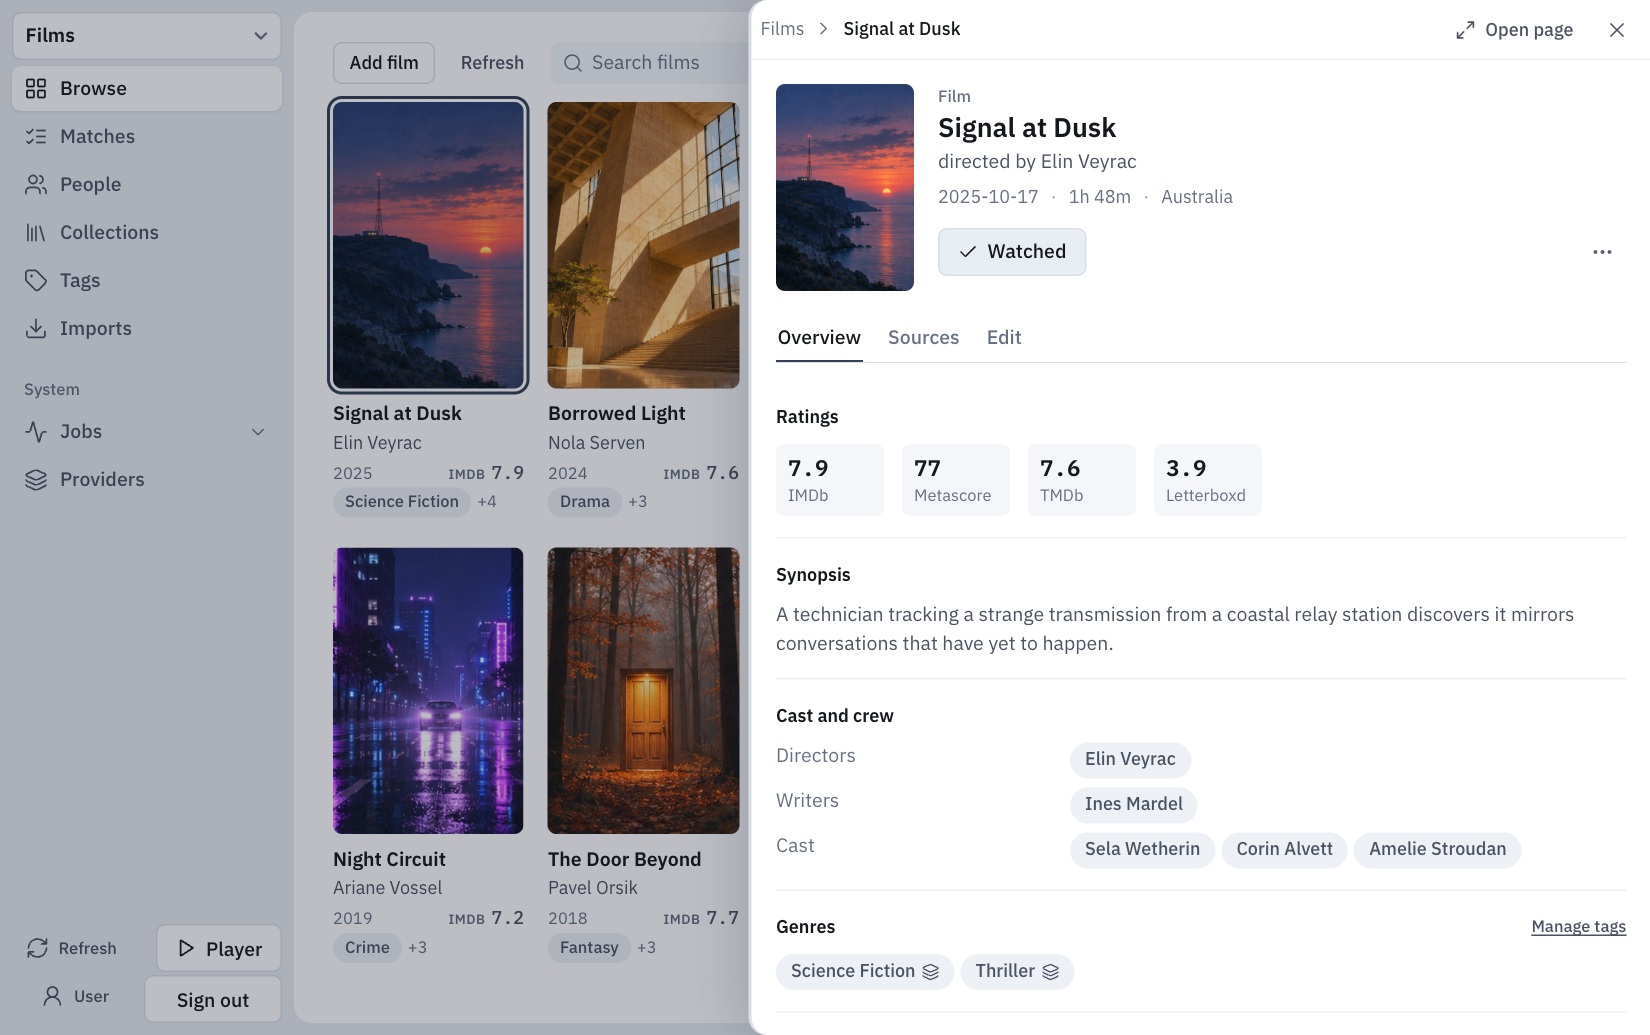 Films
Browse
Matches
People
Collections
Tags
Imports
System
Jobs
Providers
Refresh
Player
User
Sign out
Add film
Refresh
Search films
Signal at Dusk
Elin Veyrac
2025 IMDB 7.9
Science Fiction +4
Borrowed Light
Nola Serven
2024 IMDB 7.6
Drama +3
Night Circuit
Ariane Vossel
2019 IMDB 7.2
Crime +3
The Door Beyond
Pavel Orsik
2018 IMDB 7.7
Fantasy +3
Films > Signal at Dusk
Open page
Film
Signal at Dusk
directed by Elin Veyrac
2025-10-17 · 1h 48m · Australia
Watched
Overview Sources Edit
Ratings
7.9 77 7.6 3.9
IMDb Metascore TMDb Letterboxd
Synopsis
A technician tracking a strange transmission from a coastal relay station discovers it mirrors
conversations that have yet to happen.
Cast and crew
Directors Elin Veyrac
Writers Ines Mardel
Cast Sela Wetherin Corin Alvett Amelie Stroudan
Genres Manage tags
Science Fiction Thriller